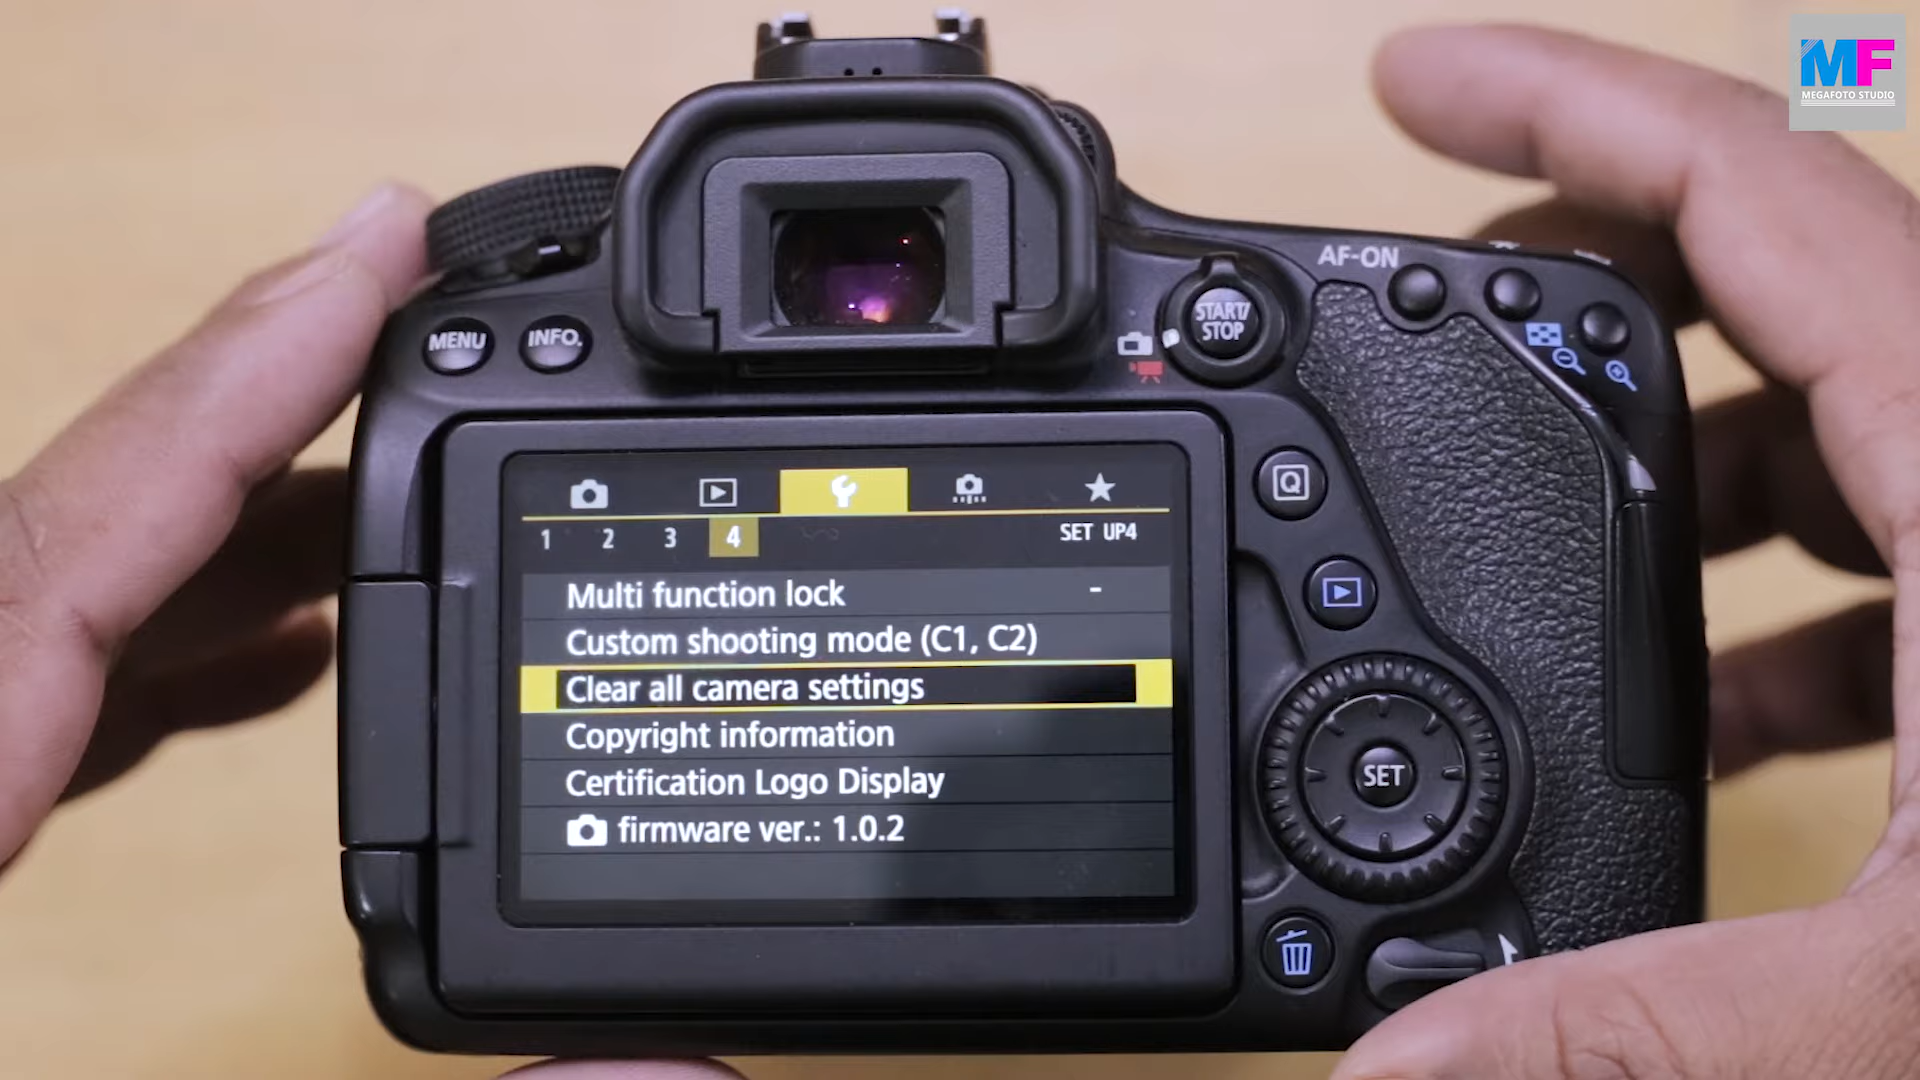 MF
MEGAFOTO STUDIO
AF-ON
MENU
INFO.
START/
STOP
Q
1 2 3 4
SET UP4
Multi function lock -
Custom shooting mode (C1, C2)
Clear all camera settings
Copyright information
Certification Logo Display
firmware ver.: 1.0.2
SET